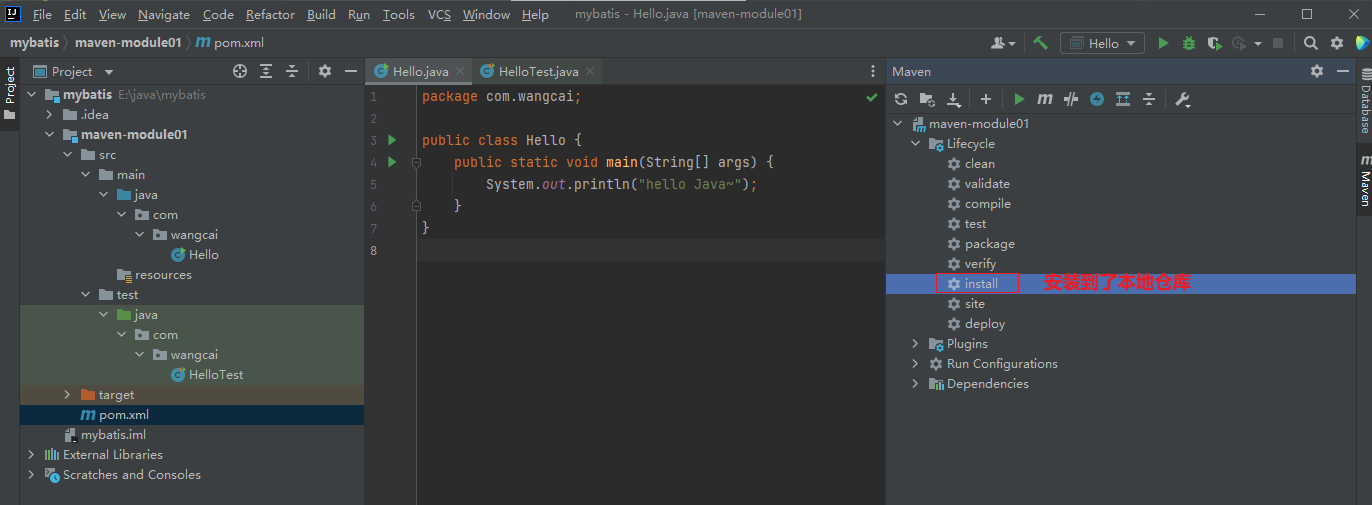 File Edit View Navigate Code Refactor Build Run Tools VCS Window Help mybatis - Hello.java [maven-module01]
mybatis maven-module01 m pom.xml Hello
Project
Project
mybatis E:\java\mybatis
.idea
maven-module01
src
main
java
com
wangcai
Hello
resources
test
java
com
wangcai
HelloTest
target
pom.xml
mybatis.iml
External Libraries
Scratches and Consoles
Hello.java HelloTest.java
1 package com.wangcai;
2
3 public class Hello {
4 public static void main(String[] args) {
5 System.out.println("hello Java~");
6 }
7 }
8
Maven
maven-module01
Lifecycle
clean
validate
compile
test
package
verify
install 安装到了本地仓库
site
deploy
Plugins
Run Configurations
Dependencies
Database
Maven